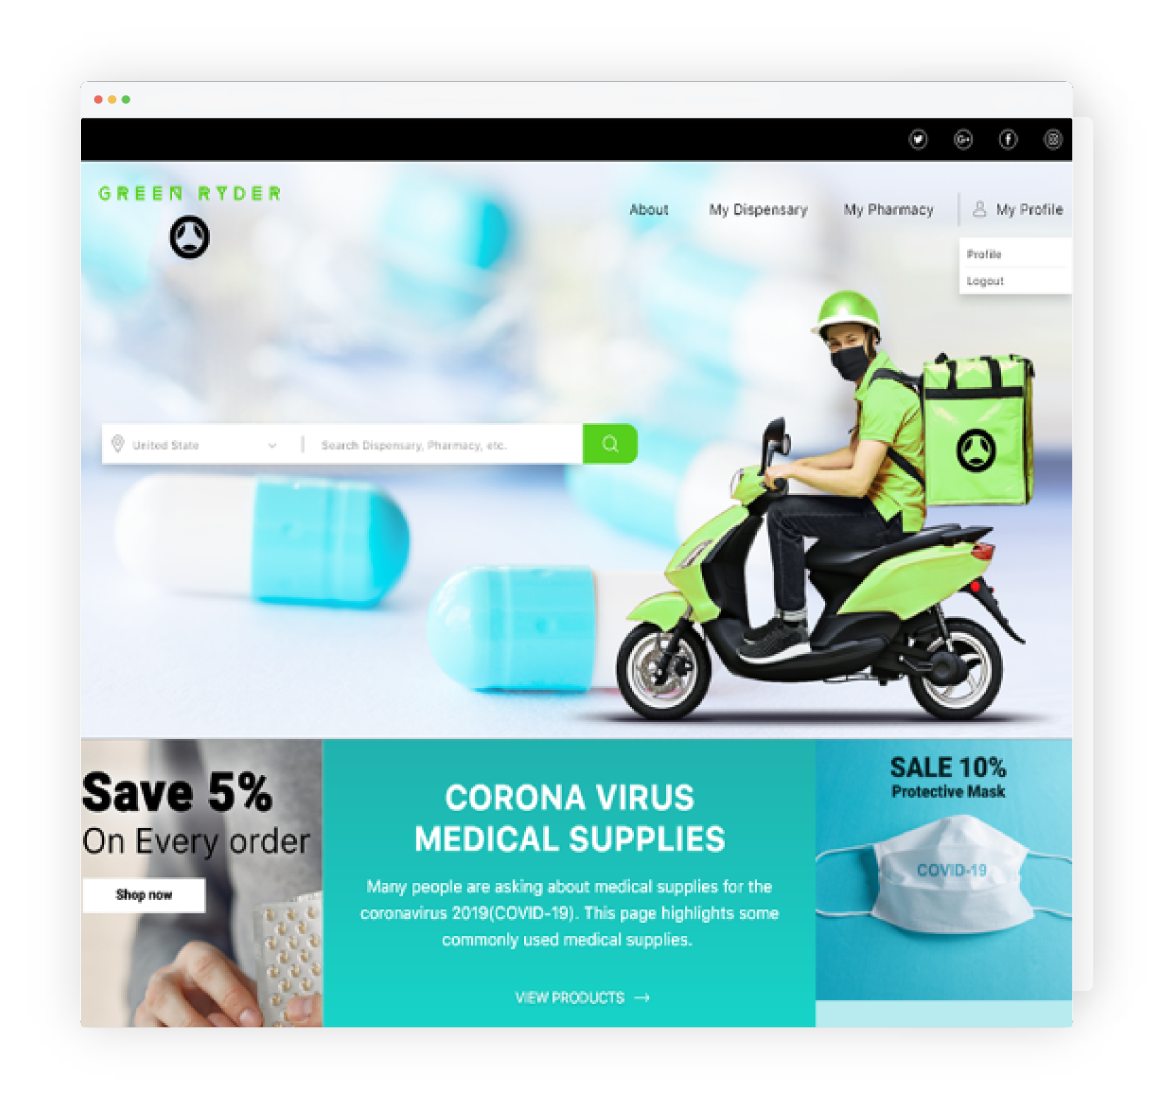 GREEN RYDER
About
My Dispensary
My Pharmacy
My Profile
Profile
Logout
United State
Search Dispensary, Pharmacy, etc.
Save 5%
On Every order
Shop now
CORONA VIRUS
MEDICAL SUPPLIES
Many people are asking about medical supplies for the
coronavirus 2019(COVID-19). This page highlights some
commonly used medical supplies.
VIEW PRODUCTS →
SALE 10%
Protective Mask
COVID-19